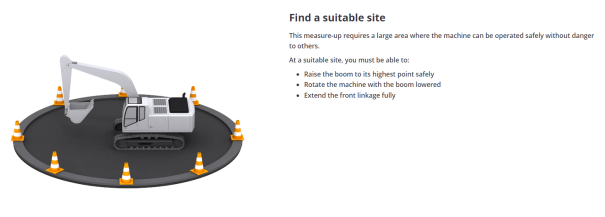 Find a suitable site
This measure-up requires a large area where the machine can be operated safely without danger
to others.
At a suitable site, you must be able to:
• Raise the boom to its highest point safely
• Rotate the machine with the boom lowered
• Extend the front linkage fully